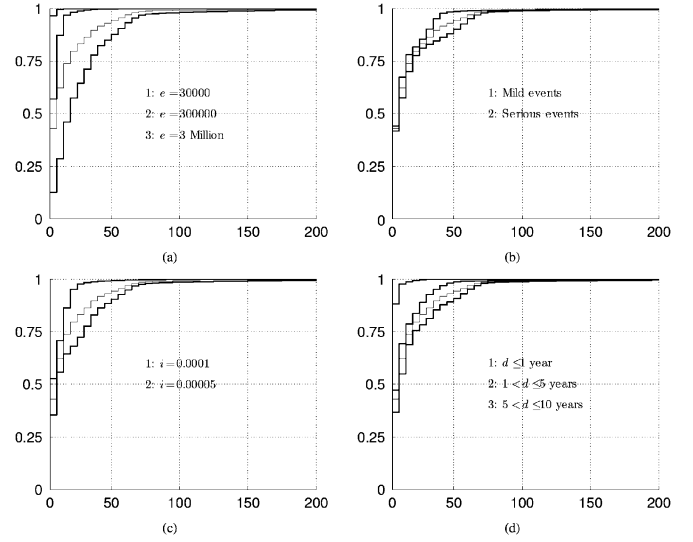 1
0.75
0.5
0.25
0
1: e = 30000
2: e = 300000
3: e = 3 Million
0 50 100 150 200
(a)
1
0.75
0.5
0.25
0
1: Mild events
2: Serious events
0 50 100 150 200
(b)
1
0.75
0.5
0.25
0
1: i = 0.0001
2: i = 0.00005
0 50 100 150 200
(c)
1
0.75
0.5
0.25
0
1: d ≤1 year
2: 1 < d ≤5 years
3: 5 < d ≤10 years
0 50 100 150 200
(d)